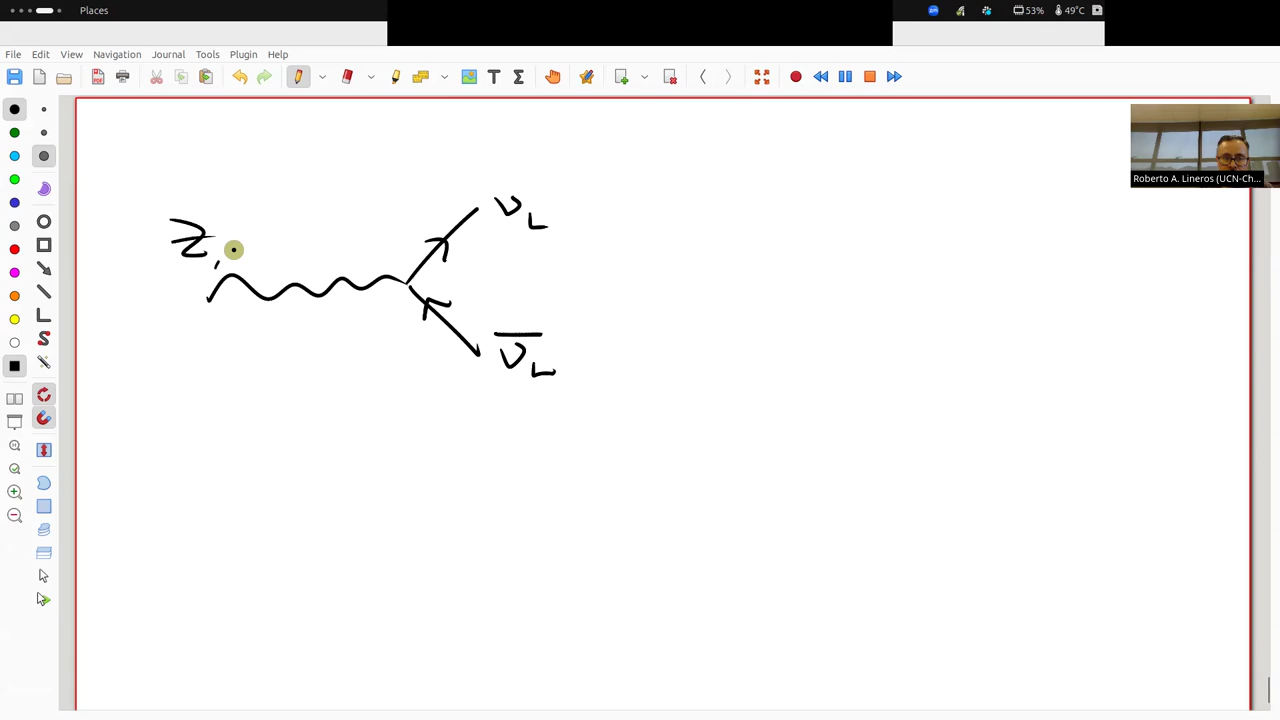 Places
53% 49°C
File Edit View Navigation Journal Tools Plugin Help
Roberto A. Lineros (UCN-Ch...
Z,
ν_L
ν̅_L